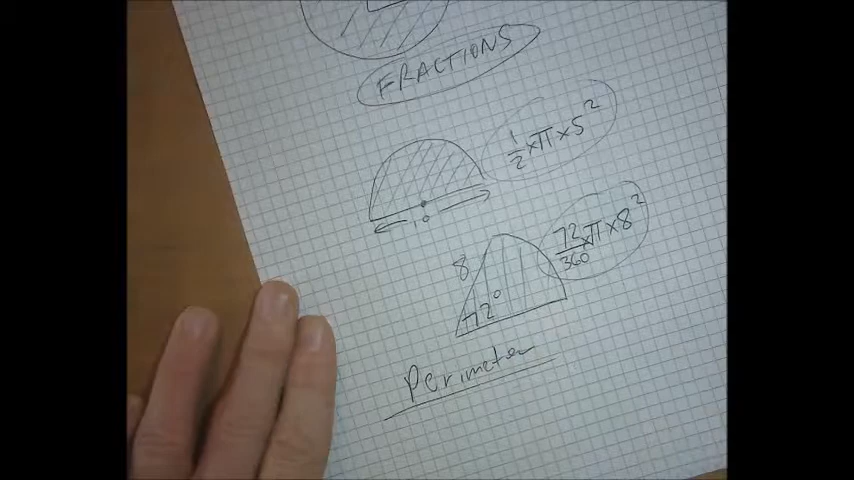 FRACTIONS
1/2 × π × 5²
10
72/360 × π × 8²
8
72°
Perimeter